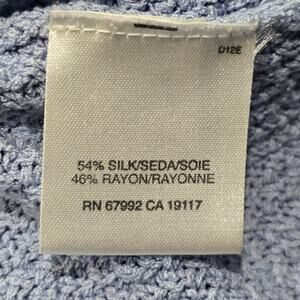 D12E
54% SILK/SEDA/SOIE
46% RAYON/RAYONNE
RN 67992 CA 19117